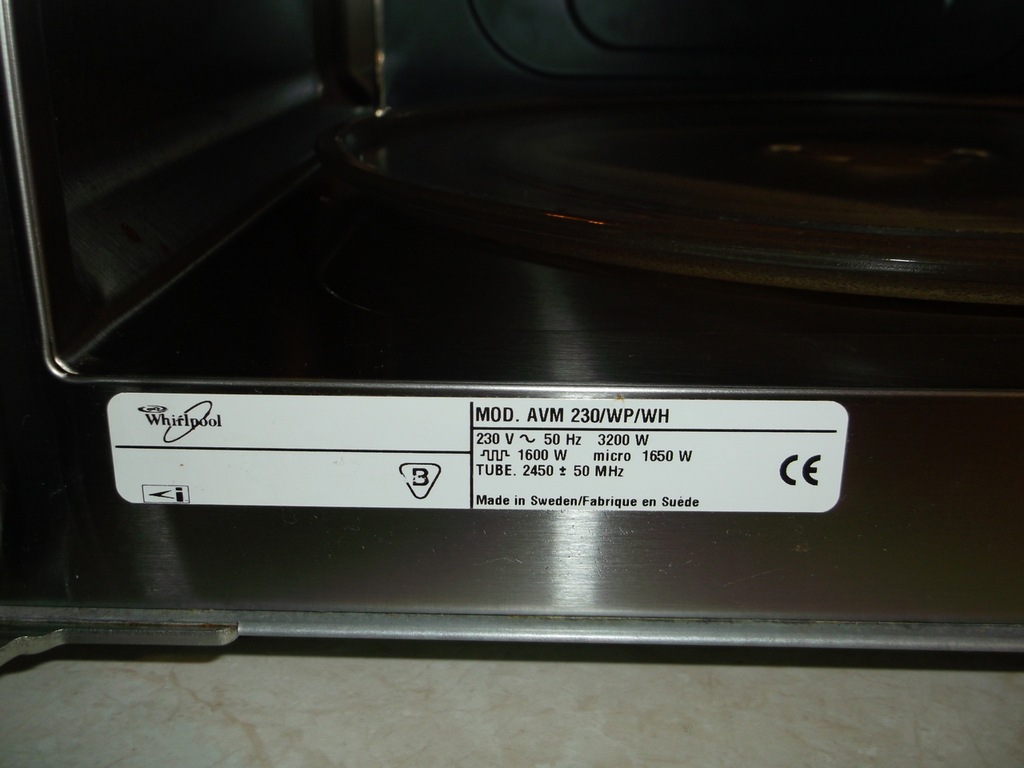 Whirlpool
B
MOD. AVM 230/WP/WH
230 V ~ 50 Hz 3200 W
1600 W micro 1650 W
TUBE. 2450 ± 50 MHz
Made in Sweden/Fabrique en Suéde
CE